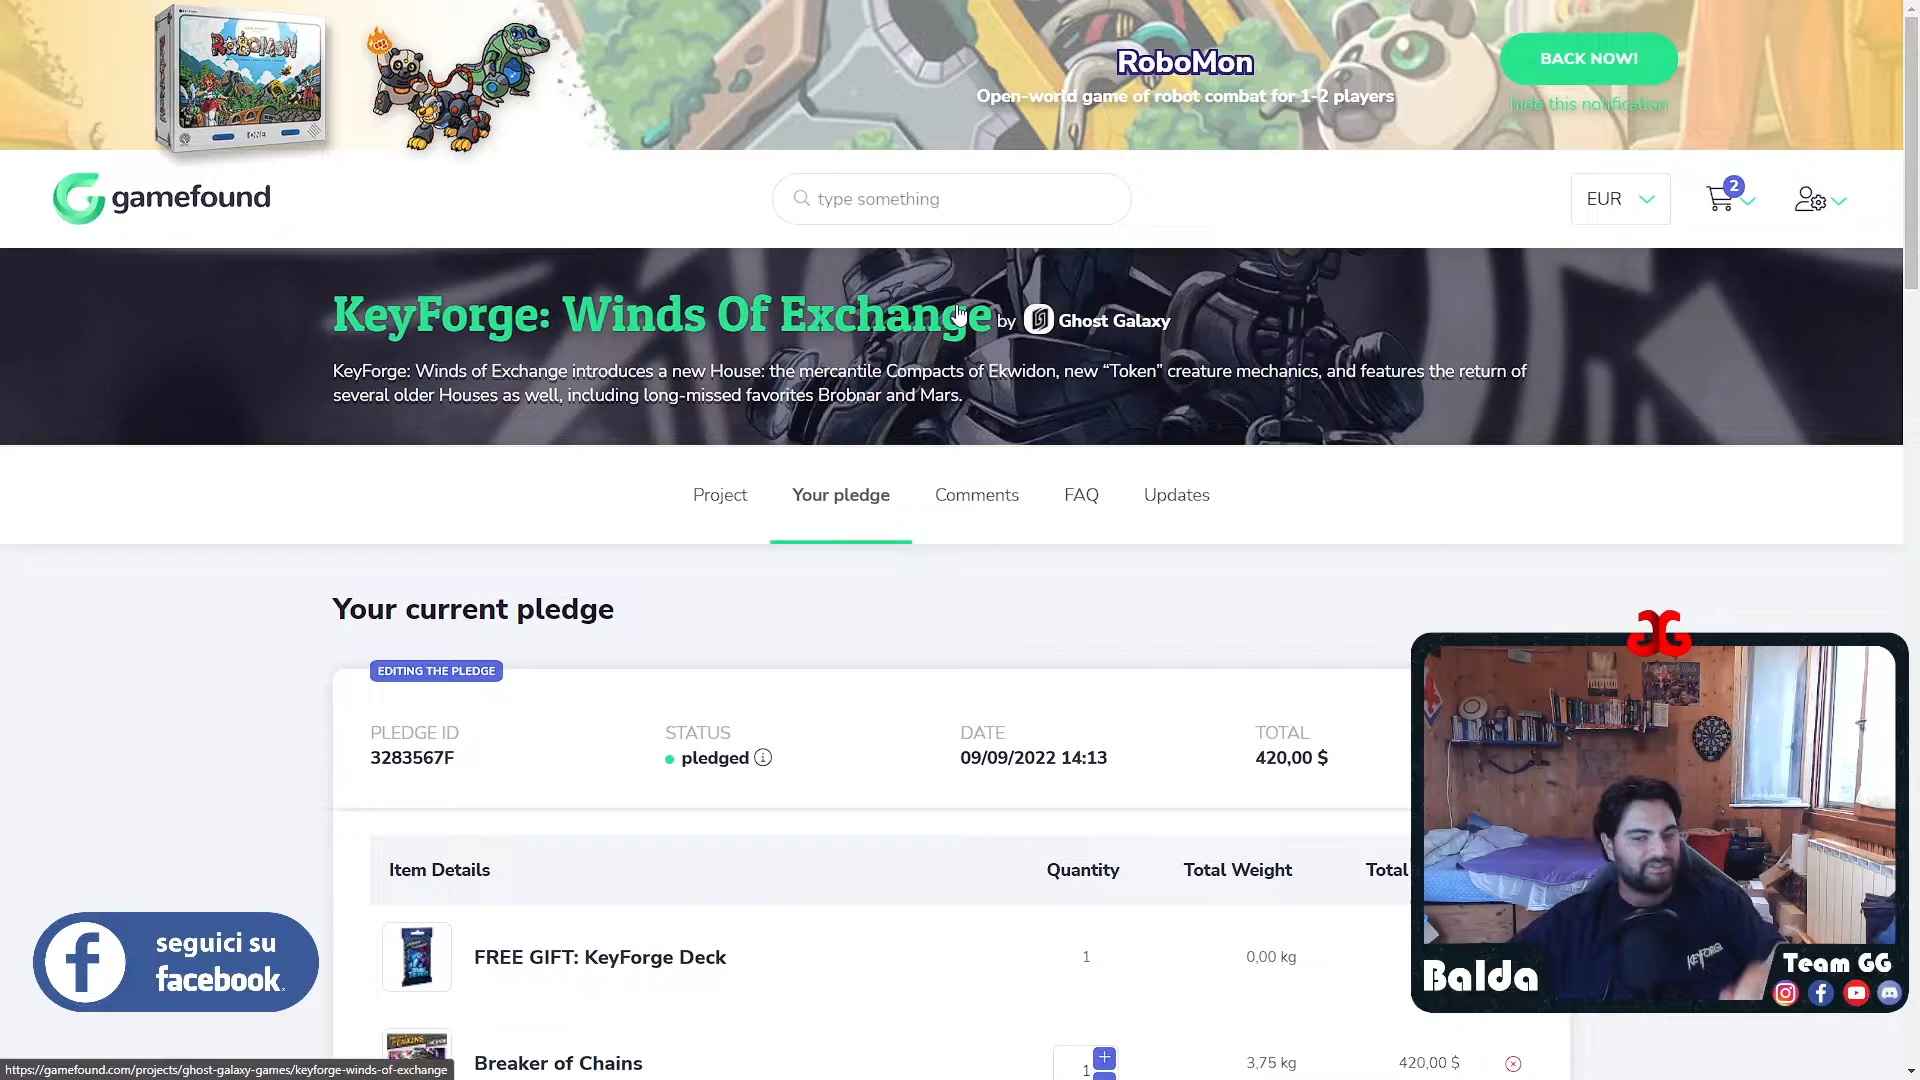 ROBOMON
ONE!
RoboMon
Open-world game of robot combat for 1-2 players
BACK NOW!
hide this notification
gamefound
type something
EUR
2
KeyForge: Winds Of Exchange by Ghost Galaxy
KeyForge: Winds of Exchange introduces a new House: the mercantile Compacts of Ekwidon, new “Token” creature mechanics, and features the return of
several older Houses as well, including long-missed favorites Brobnar and Mars.
Project Your pledge Comments FAQ Updates
Your current pledge
EDITING THE PLEDGE
PLEDGE ID STATUS DATE TOTAL
3283567F pledged 09/09/2022 14:13 420,00 $
Item Details Quantity Total Weight Total
FREE GIFT: KeyForge Deck 1 0,00 kg
Breaker of Chains 1 3,75 kg 420,00 $
seguici su
facebook.
KEYFORGE
Balda
Team GG
https://gamefound.com/projects/ghost-galaxy-games/keyforge-winds-of-exchange